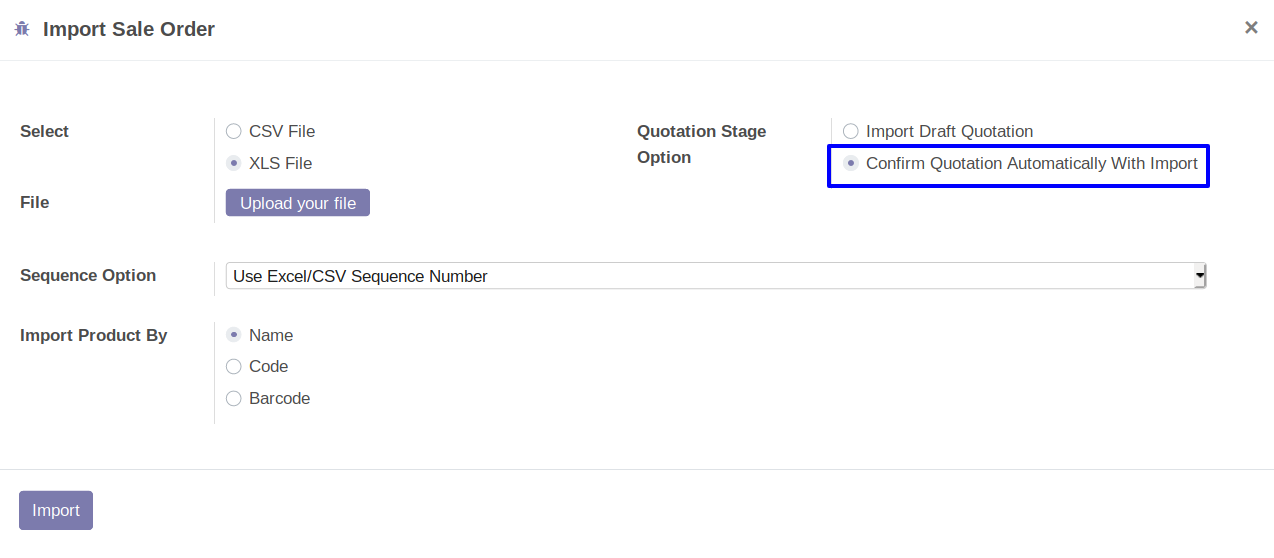 Import Sale Order
×
Select
CSV File
XLS File
Quotation Stage
Option
Import Draft Quotation
Confirm Quotation Automatically With Import
File
Upload your file
Sequence Option
Use Excel/CSV Sequence Number
Import Product By
Name
Code
Barcode
Import